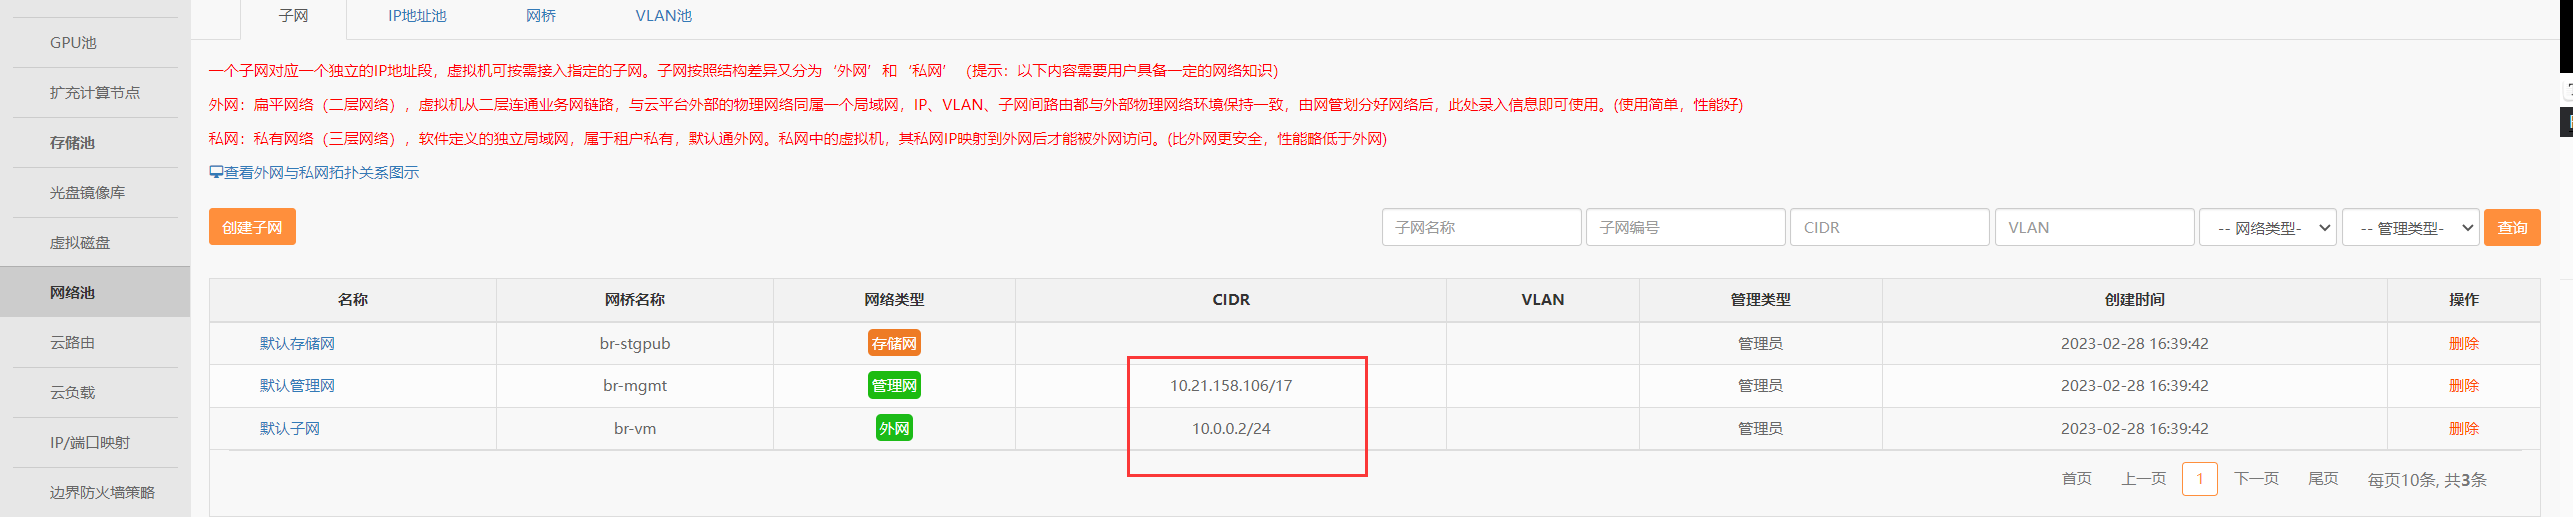 子网 IP地址池 网桥 VLAN池
GPU池
扩充计算节点
存储池
光盘镜像库
虚拟磁盘
网络池
云路由
云负载
IP/端口映射
边界防火墙策略
一个子网对应一个独立的IP地址段，虚拟机可按需接入指定的子网。子网按照结构差异又分为‘外网’和‘私网’（提示：以下内容需要用户具备一定的网络知识）
外网：扁平网络（二层网络），虚拟机从二层连通业务网链路，与云平台外部的物理网络同属一个局域网，IP、VLAN、子网间路由都与外部物理网络环境保持一致，由网管划分好网络后，此处录入信息即可使用。(使用简单，性能好)
私网：私有网络（三层网络），软件定义的独立局域网，属于租户私有，默认通外网。私网中的虚拟机，其私网IP映射到外网后才能被外网访问。(比外网更安全，性能略低于外网)
查看外网与私网拓扑关系图示
创建子网 子网名称 子网编号 CIDR VLAN -- 网络类型- -- 管理类型- 查询
名称 网桥名称 网络类型 CIDR VLAN 管理类型 创建时间 操作
默认存储网 br-stgpub 存储网 管理员 2023-02-28 16:39:42 删除
默认管理网 br-mgmt 管理网 10.21.158.106/17 管理员 2023-02-28 16:39:42 删除
默认子网 br-vm 外网 10.0.0.2/24 管理员 2023-02-28 16:39:42 删除
首页 上一页 1 下一页 尾页 每页10条, 共3条